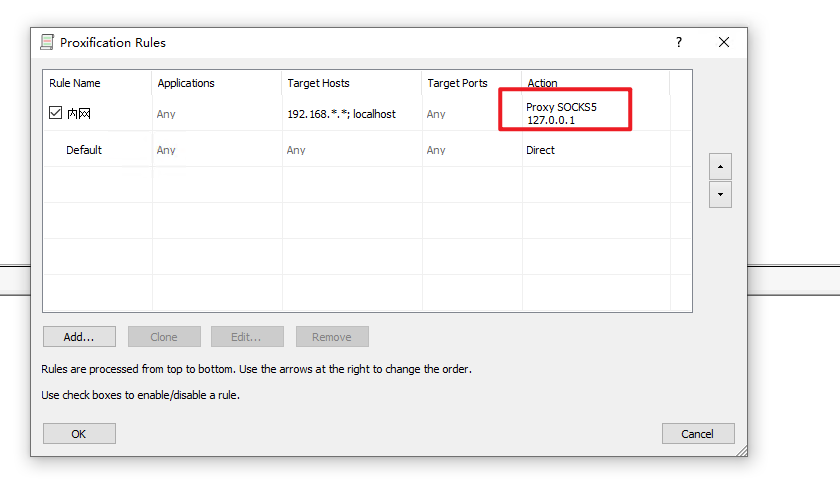 Proxification Rules
?
Rule Name Applications Target Hosts Target Ports Action
内网 Any 192.168.*.*; localhost Any Proxy SOCKS5
127.0.0.1
Default Any Any Any Direct
Add... Clone Edit... Remove
Rules are processed from top to bottom. Use the arrows at the right to change the order.
Use check boxes to enable/disable a rule.
OK Cancel